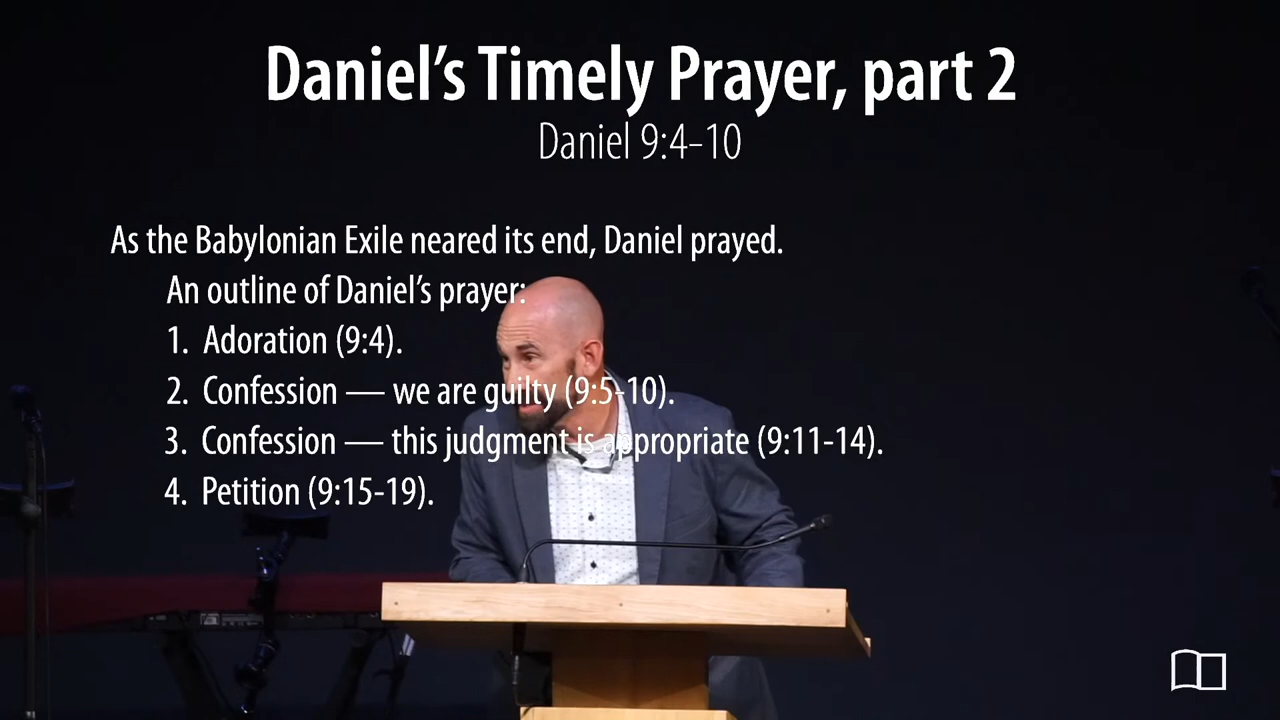 Daniel's Timely Prayer, part 2
Daniel 9:4–10
As the Babylonian Exile neared its end, Daniel prayed.
An outline of Daniel's prayer:
1. Adoration (9:4).
2. Confession — we are guilty (9:5-10).
3. Confession — this judgment is appropriate (9:11-14).
4. Petition (9:15-19).